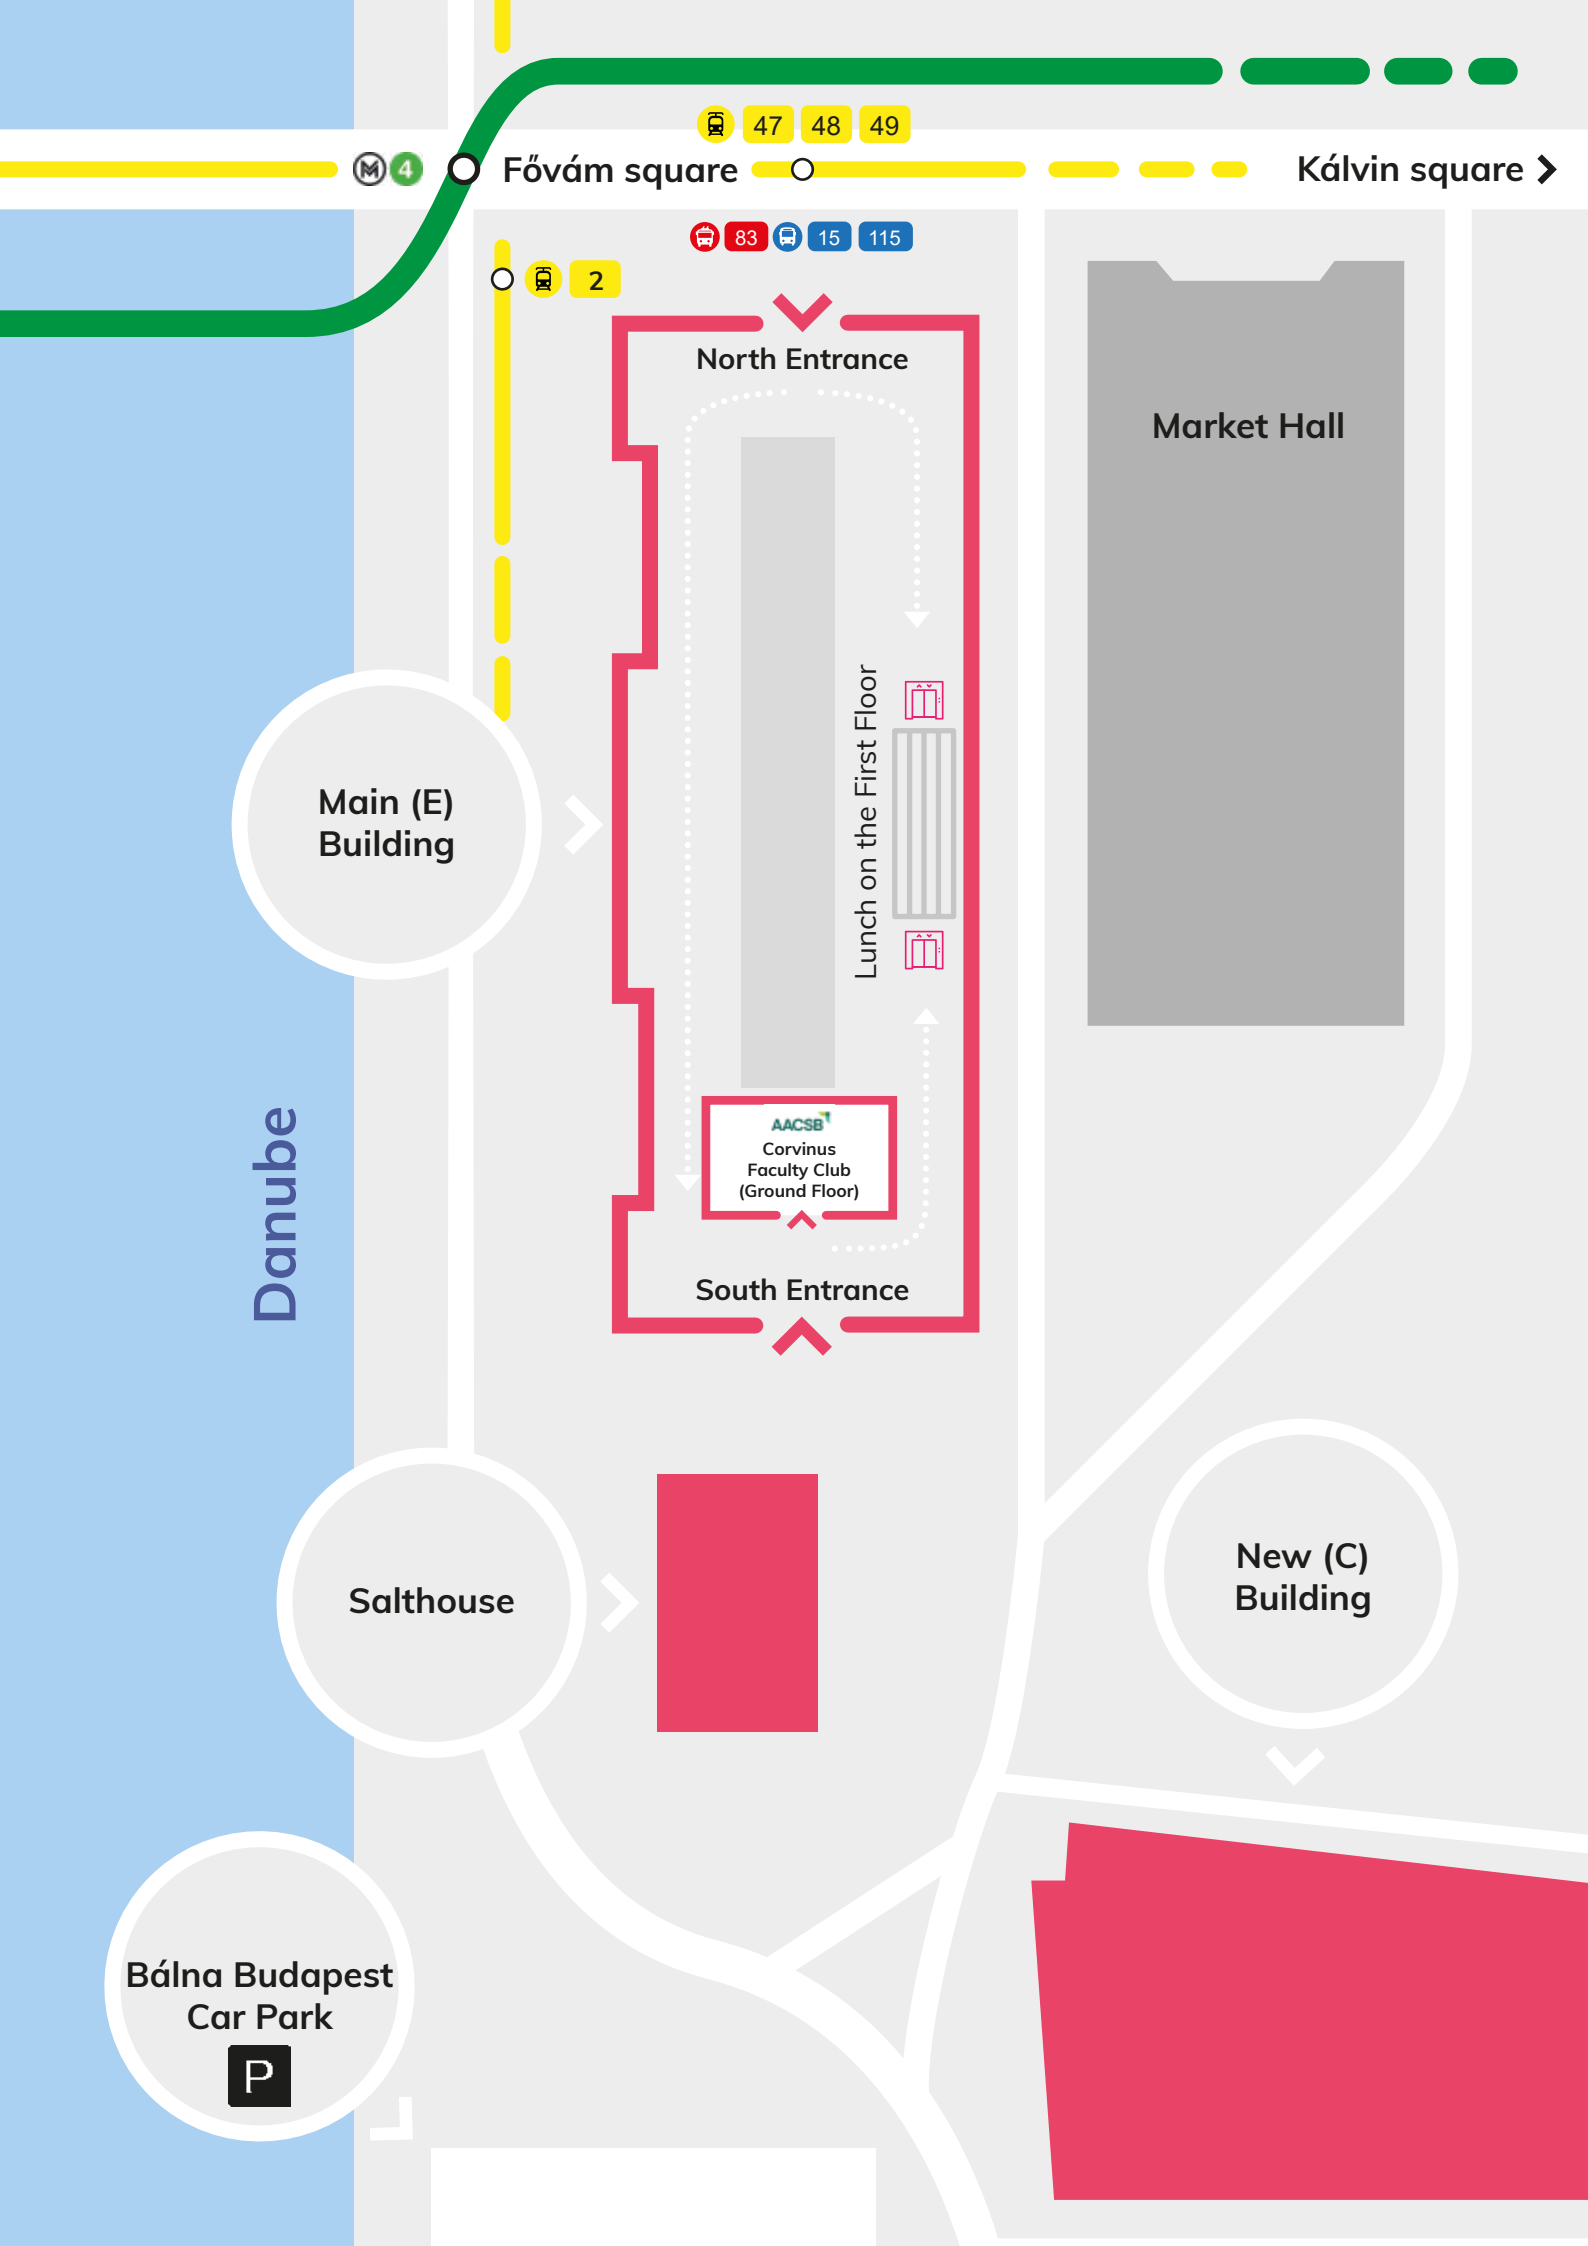 47 48 49
M 4 Fővám square Kálvin square
83 15 115
2
North Entrance
Market Hall
Lunch on the First Floor
Main (E)
Building
AACSB
Corvinus
Faculty Club
(Ground Floor)
Danube
South Entrance
New (C)
Building
Salthouse
Bálna Budapest
Car Park
P